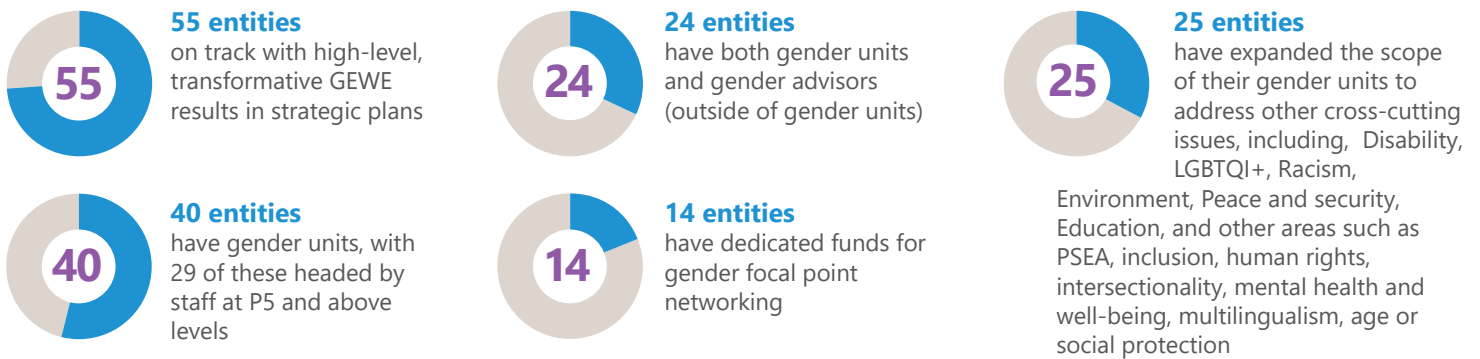 55
55 entities
on track with high-level,
transformative GEWE
results in strategic plans
24
24 entities
have both gender units
and gender advisors
(outside of gender units)
25
25 entities
have expanded the scope
of their gender units to
address other cross-cutting
issues, including, Disability,
LGBTQI+, Racism,
Environment, Peace and security,
Education, and other areas such as
PSEA, inclusion, human rights,
intersectionality, mental health and
well-being, multilingualism, age or
social protection
40
40 entities
have gender units, with
29 of these headed by
staff at P5 and above
levels
14
14 entities
have dedicated funds for
gender focal point
networking